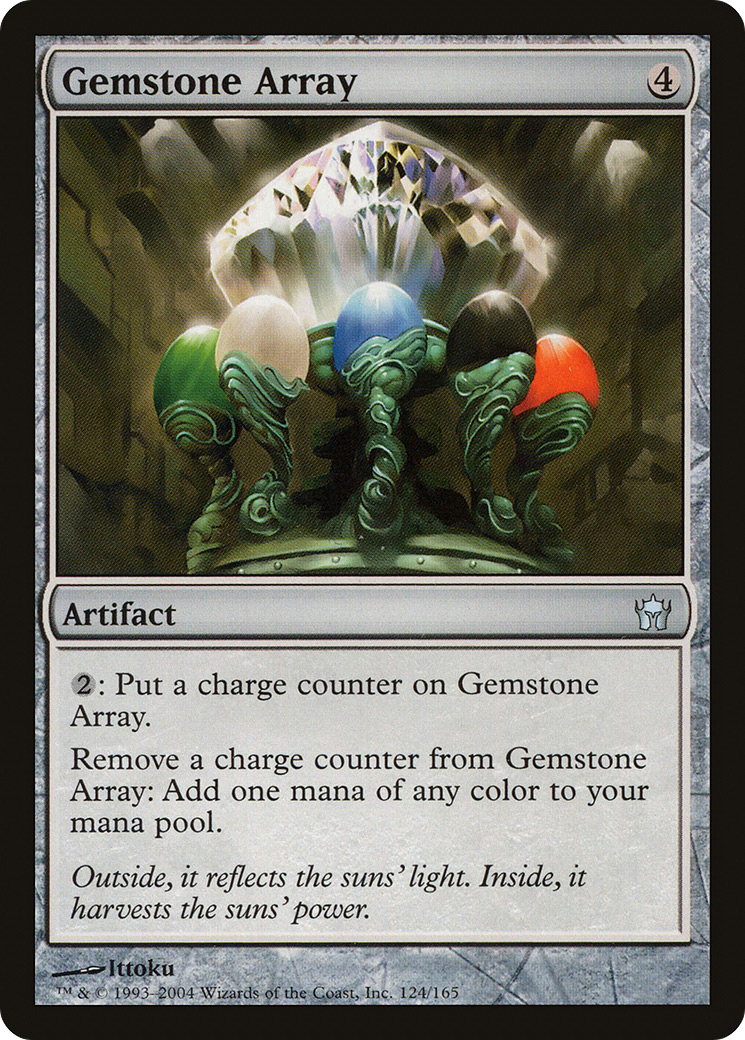 Gemstone Array
4
Artifact
2: Put a charge counter on Gemstone
Array.
Remove a charge counter from Gemstone
Array: Add one mana of any color to your
mana pool.
Outside, it reflects the suns' light. Inside, it
harvests the suns' power.
Ittoku
™ & © 1993–2004 Wizards of the Coast, Inc. 124/165